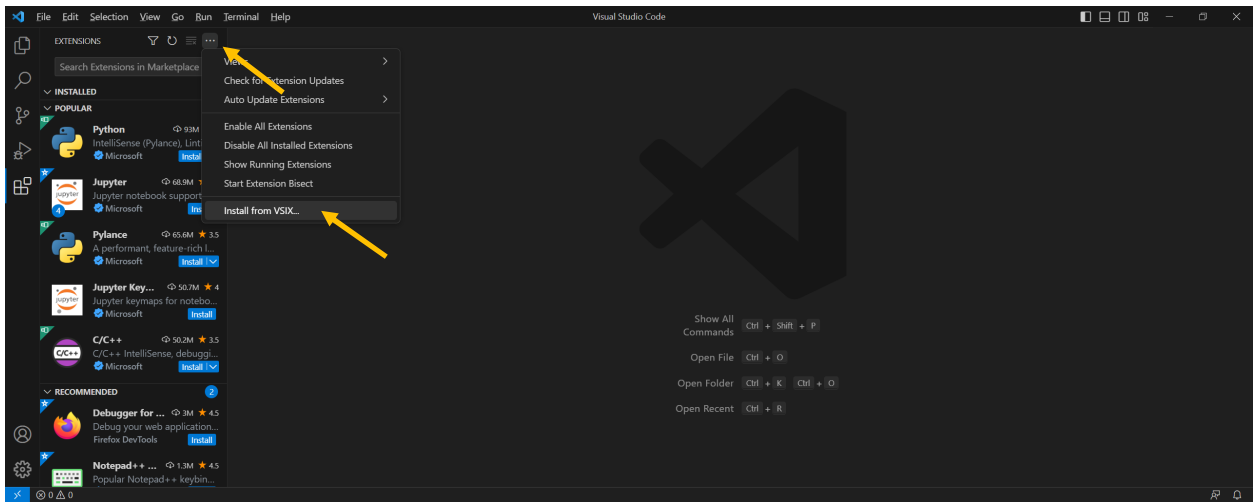 File Edit Selection View Go Run Terminal Help
Visual Studio Code
EXTENSIONS
Search Extensions in Marketplace
INSTALLED
POPULAR
Python 93M
IntelliSense (Pylance), Lint
Microsoft Instal
Jupyter 68.9M
Jupyter notebook support
Microsoft Ins
4
Pylance 65.6M ★ 3.5
A performant, feature-rich l...
Microsoft Install
Jupyter Key... 50.7M ★ 4
Jupyter keymaps for notebo...
Microsoft Install
C/C++ 50.2M ★ 3.5
C/C++ IntelliSense, debuggi...
Microsoft Install
RECOMMENDED 2
Debugger for ... 3M ★ 4.5
Debug your web application...
Firefox DevTools Install
Notepad++ ... 1.3M ★ 4.5
Popular Notepad++ keybin...
Views
Check for Extension Updates
Auto Update Extensions
Enable All Extensions
Disable All Installed Extensions
Show Running Extensions
Start Extension Bisect
Install from VSIX...
Show All Commands Ctrl + Shift + P
Open File Ctrl + O
Open Folder Ctrl + K Ctrl + O
Open Recent Ctrl + R
0 0